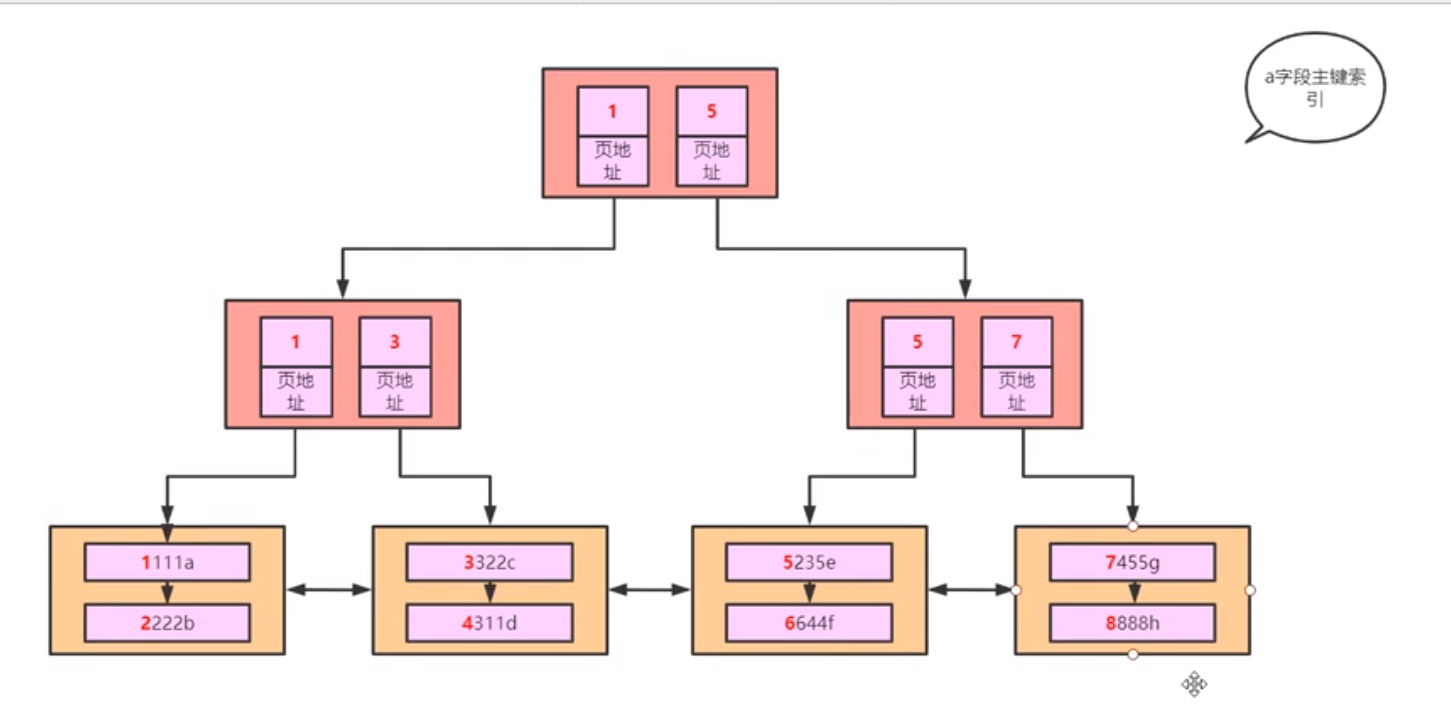 a字段主键索
引
1
5
页地
址
页地
址
1
3
5
7
页地
址
页地
址
页地
址
页地
址
1111a
3322c
5235e
7455g
2222b
4311d
6644f
8888h